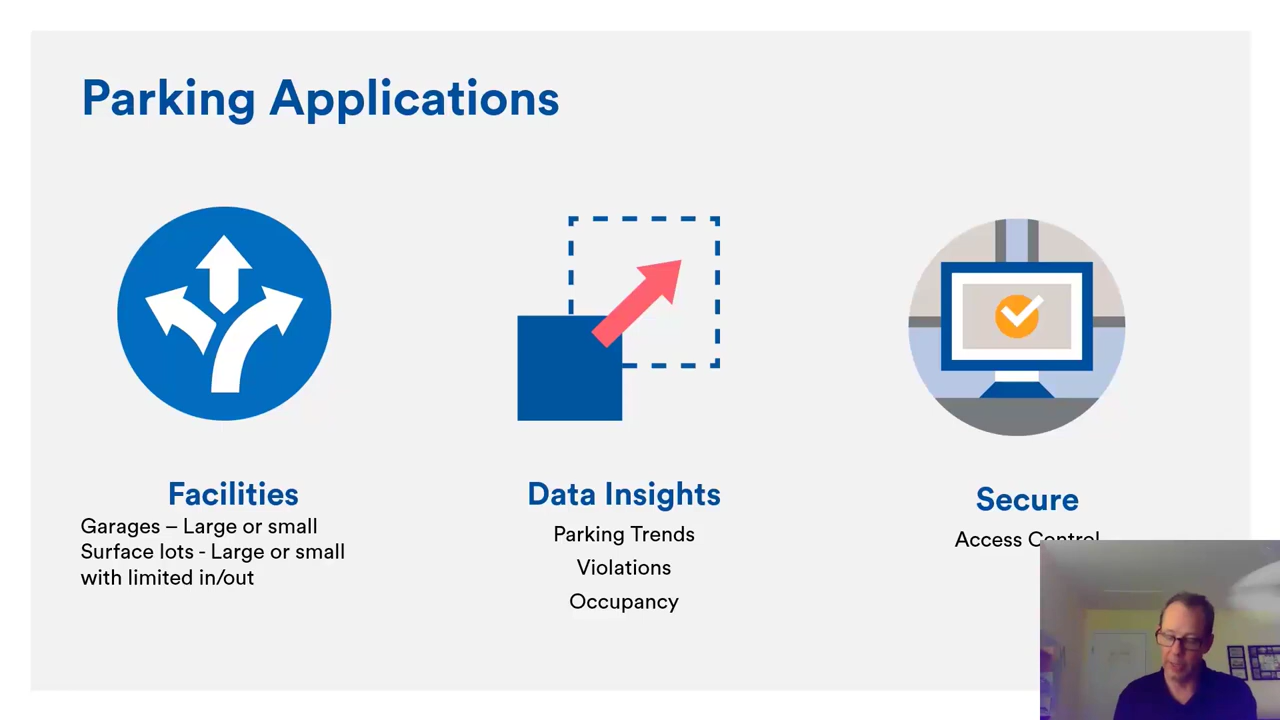 Parking Applications
Facilities
Garages – Large or small
Surface lots - Large or small
with limited in/out
Data Insights
Parking Trends
Violations
Occupancy
Secure
Access Control